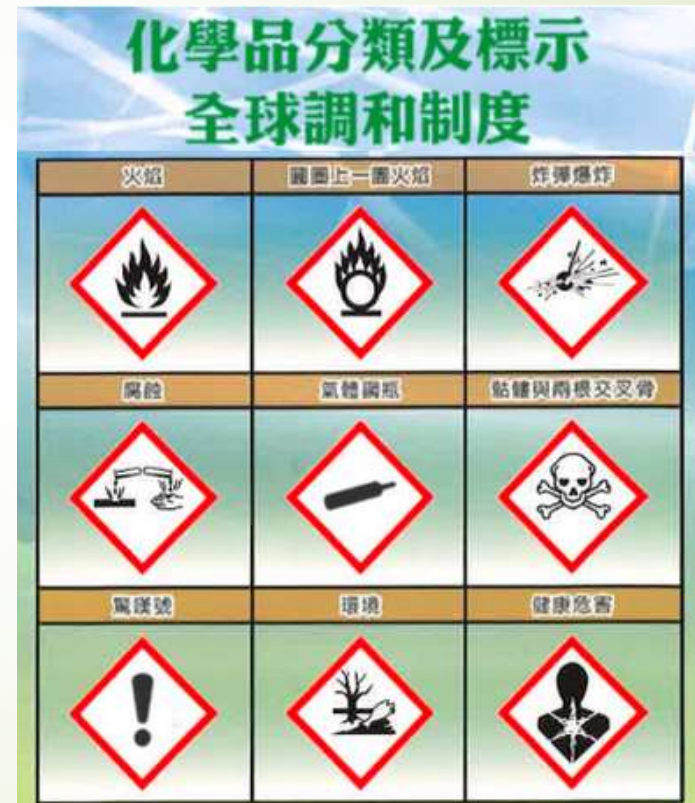 化學品分類及標示
全球調和制度
火焰
圓圈上一團火焰
炸彈爆炸
腐蝕
氣體鋼瓶
骷髏與兩根交叉骨
驚嘆號
環境
健康危害